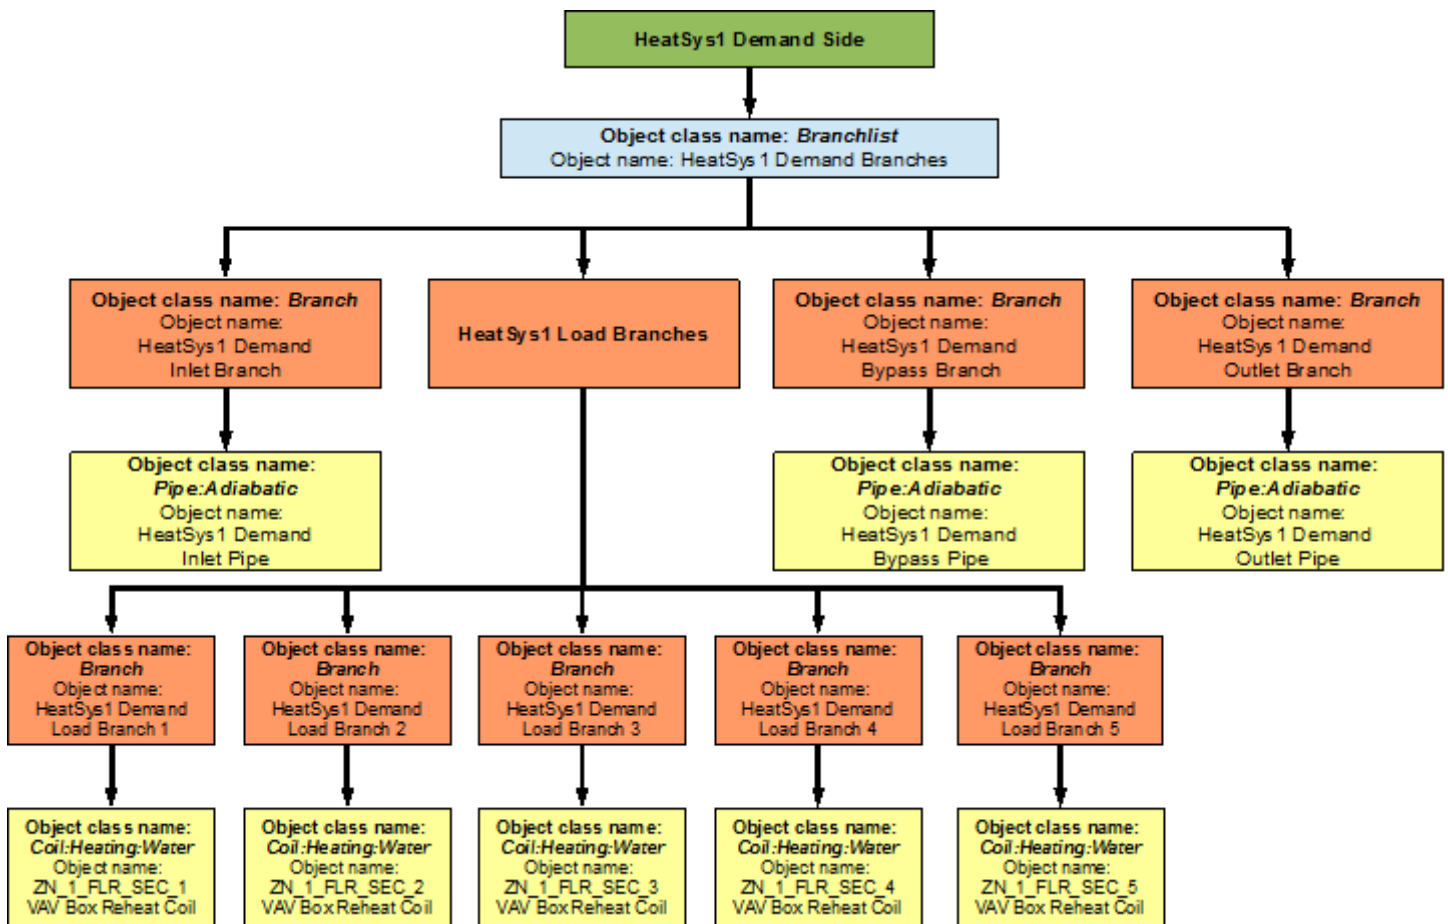 HeatSys1 Demand Side
Object class name: Branchlist
Object name: HeatSys1 Demand Branches
Object class name: Branch
Object name:
HeatSys1 Demand
Inlet Branch
HeatSys1 Load Branches
Object class name: Branch
Object name:
HeatSys1 Demand
Bypass Branch
Object class name: Branch
Object name:
HeatSys1 Demand
Outlet Branch
Object class name:
Pipe:Adiabatic
Object name:
HeatSys1 Demand
Inlet Pipe
Object class name:
Pipe:Adiabatic
Object name:
HeatSys1 Demand
Bypass Pipe
Object class name:
Pipe:Adiabatic
Object name:
HeatSys1 Demand
Outlet Pipe
Object class name:
Branch
Object name:
HeatSys1 Demand
Load Branch 1
Object class name:
Branch
Object name:
HeatSys1 Demand
Load Branch 2
Object class name:
Branch
Object name:
HeatSys1 Demand
Load Branch 3
Object class name:
Branch
Object name:
HeatSys1 Demand
Load Branch 4
Object class name:
Branch
Object name:
HeatSys1 Demand
Load Branch 5
Object class name:
Coil:Heating:Water
Object name:
ZN_1_FLR_SEC_1
VAV Box Reheat Coil
Object class name:
Coil:Heating:Water
Object name:
ZN_1_FLR_SEC_2
VAV Box Reheat Coil
Object class name:
Coil:Heating:Water
Object name:
ZN_1_FLR_SEC_3
VAV Box Reheat Coil
Object class name:
Coil:Heating:Water
Object name:
ZN_1_FLR_SEC_4
VAV Box Reheat Coil
Object class name:
Coil:Heating:Water
Object name:
ZN_1_FLR_SEC_5
VAV Box Reheat Coil